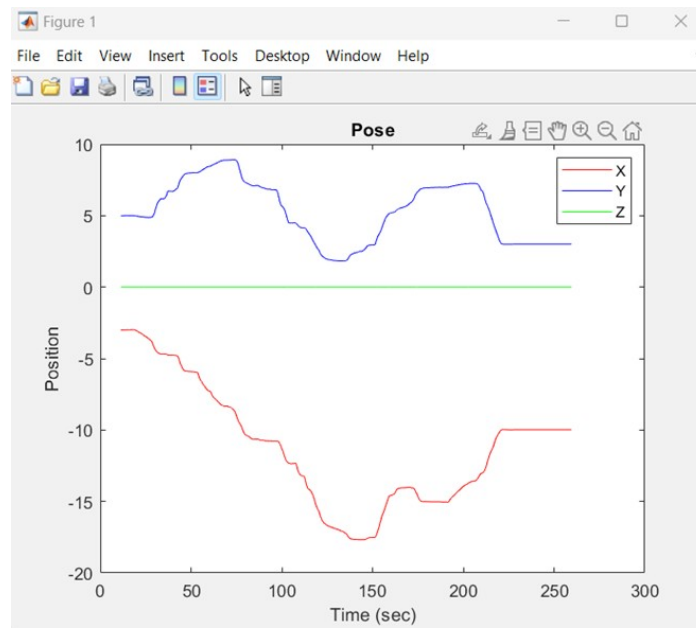 Figure 1
File Edit View Insert Tools Desktop Window Help
Pose
10
5
0
-5
-10
-15
-20
Position
X
Y
Z
0 50 100 150 200 250 300
Time (sec)